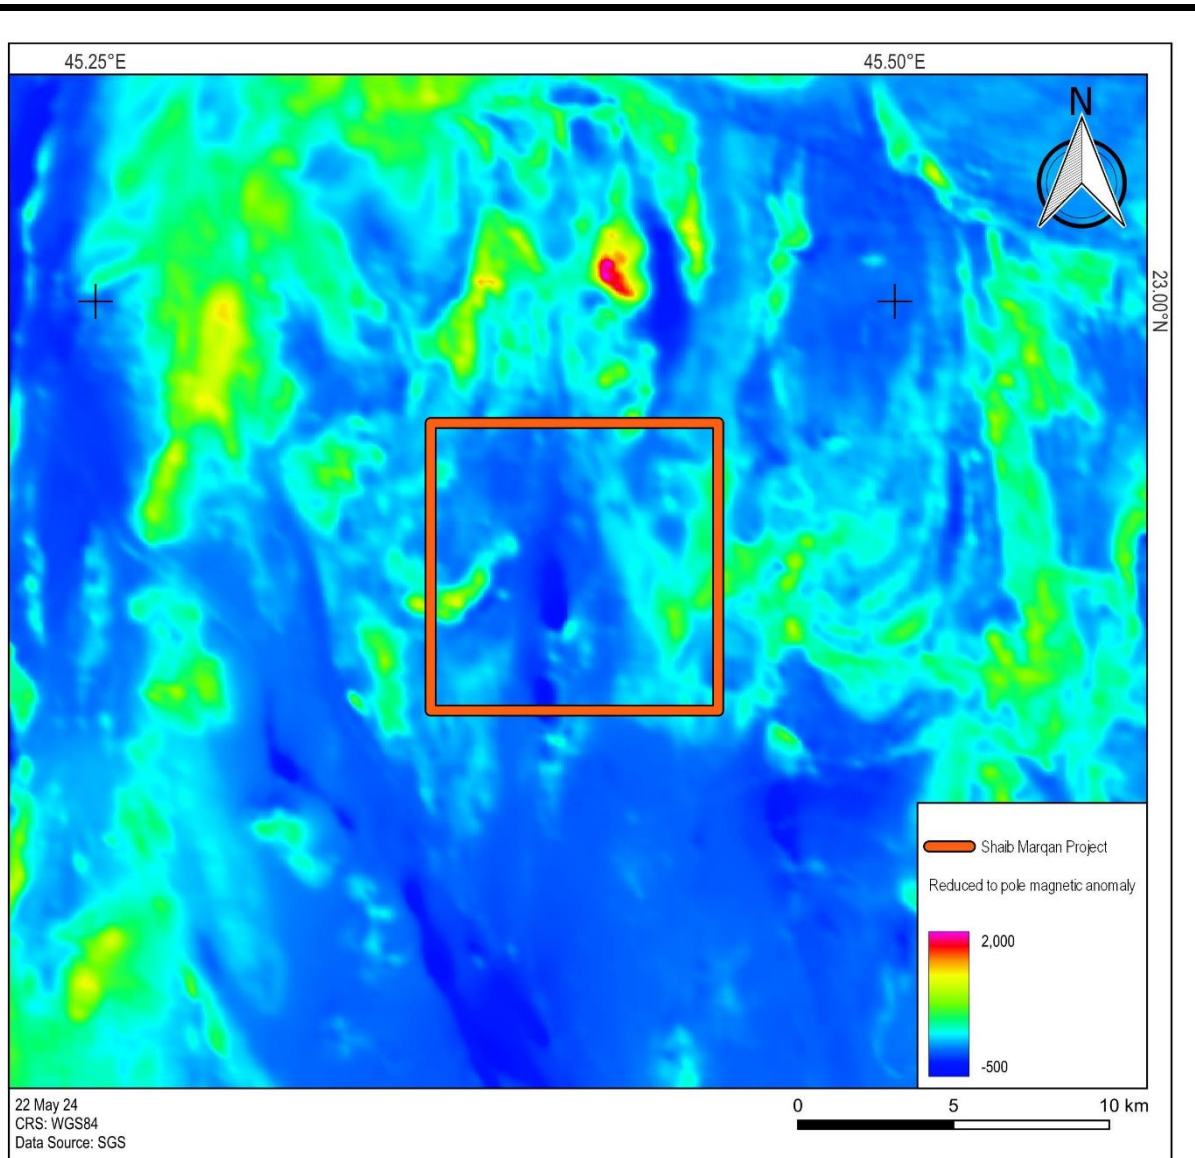 45.25°E
45.50°E
N
23.00°N
Shaib Marqan Project
Reduced to pole magnetic anomaly
2,000
-500
22 May 24
CRS: WGS84
Data Source: SGS
0 5 10 km